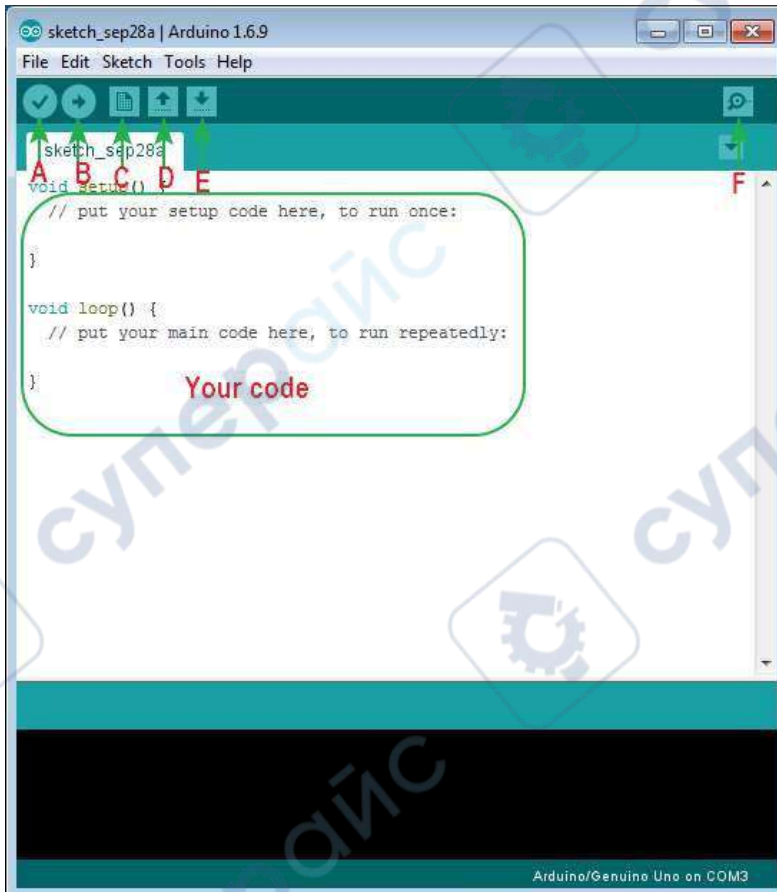 sketch_sep28a | Arduino 1.6.9
File Edit Sketch Tools Help
sketch_sep28a
A B C D E F
void setup() {
// put your setup code here, to run once:
}
void loop() {
// put your main code here, to run repeatedly:
}
Your code
Arduino/Genuino Uno on COM3
суперайс